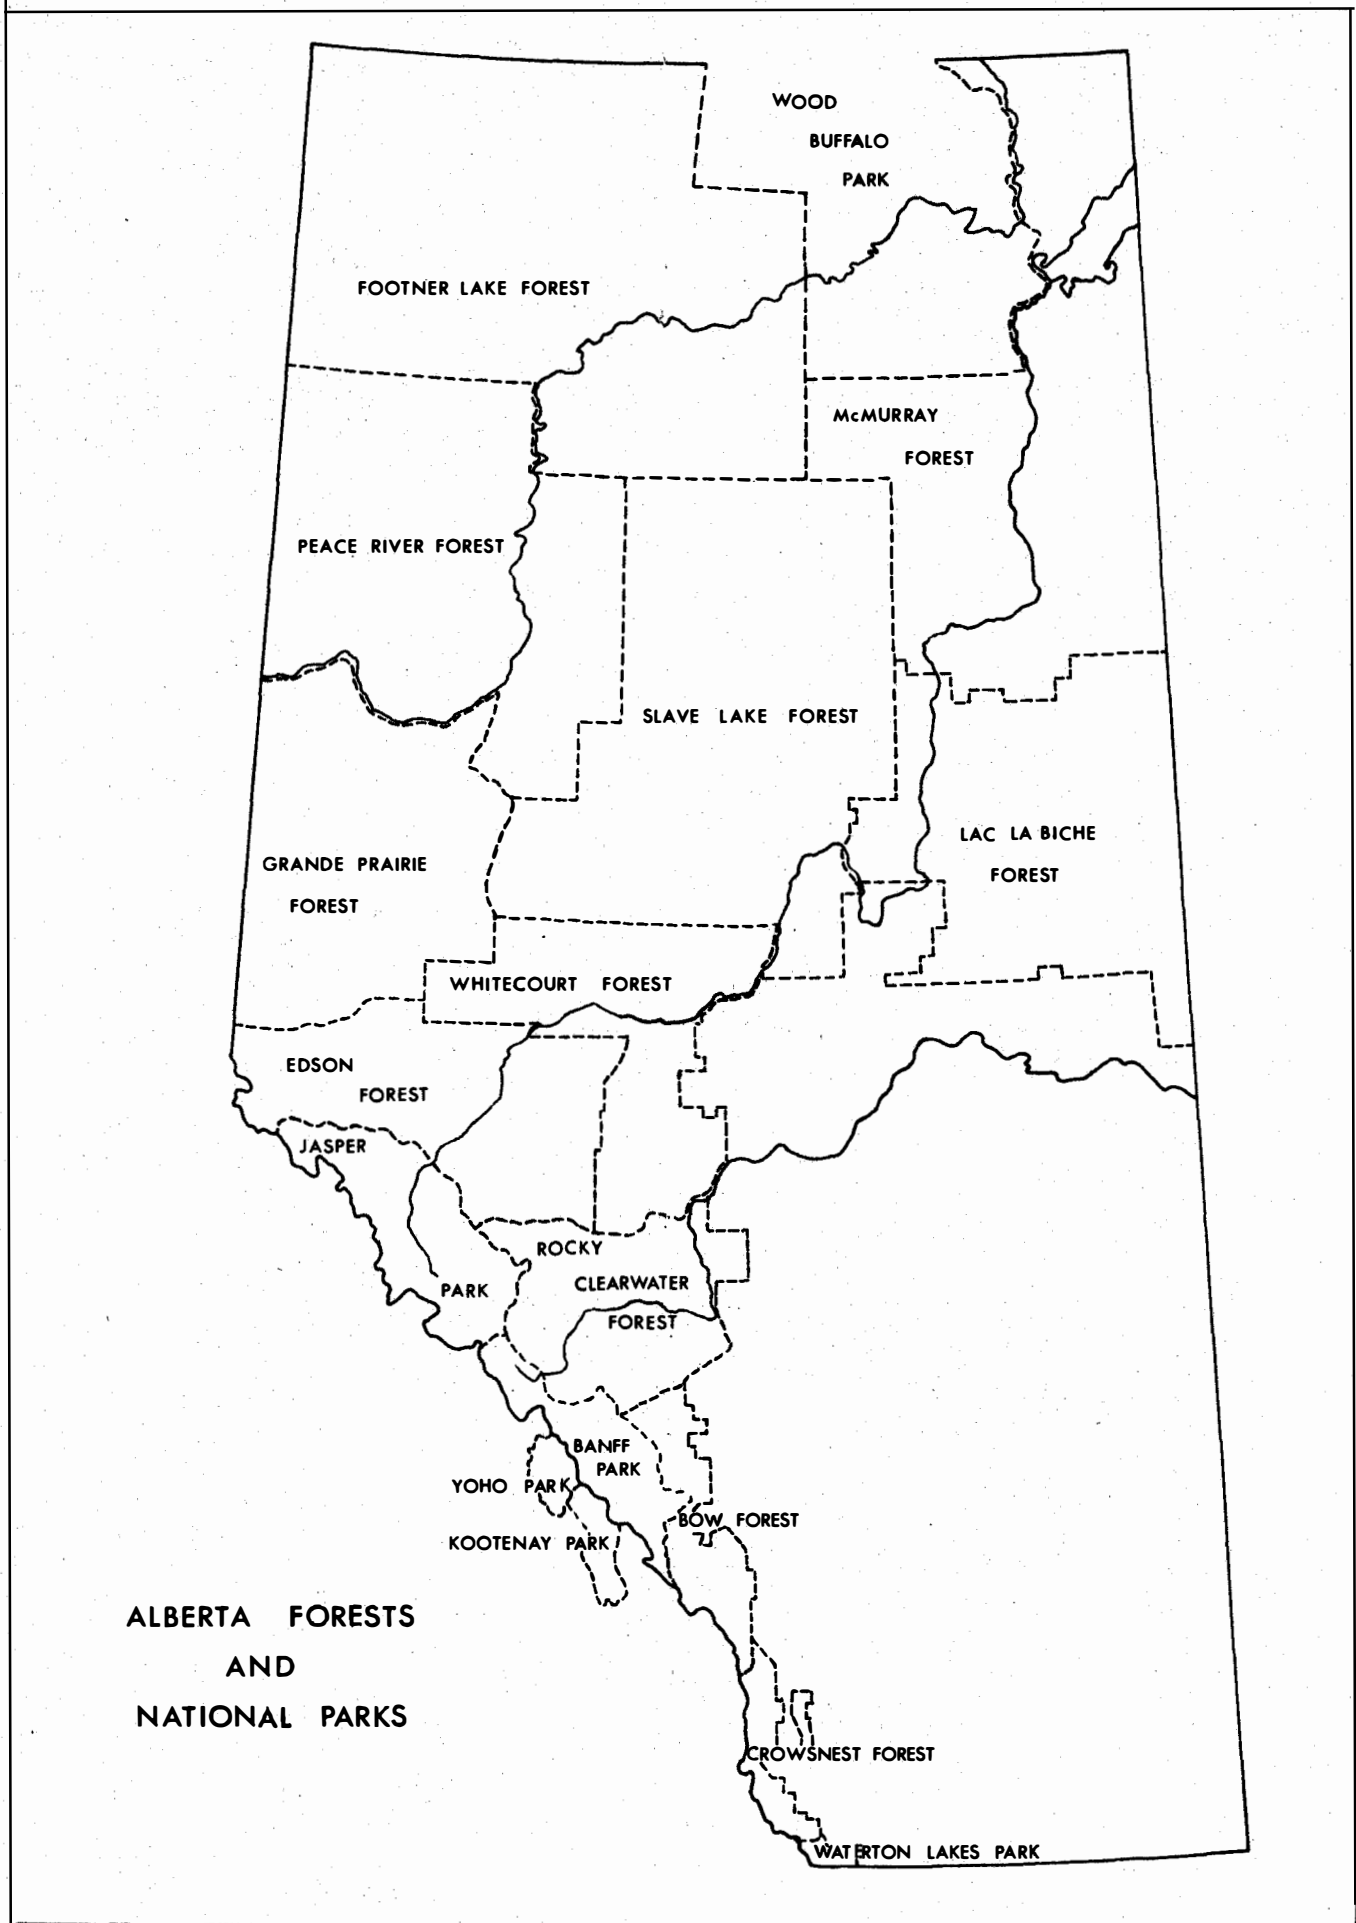 WOOD
BUFFALO
PARK
FOOTNER LAKE FOREST
McMURRAY
FOREST
PEACE RIVER FOREST
SLAVE LAKE FOREST
LAC LA BICHE
FOREST
GRANDE PRAIRIE
FOREST
WHITECOURT FOREST
EDSON
FOREST
JASPER
PARK
ROCKY
CLEARWATER
FOREST
BANFF
PARK
YOHO PARK
BOW FOREST
KOOTENAY PARK
ALBERTA FORESTS
AND
NATIONAL PARKS
CROWSNEST FOREST
WATERTON LAKES PARK